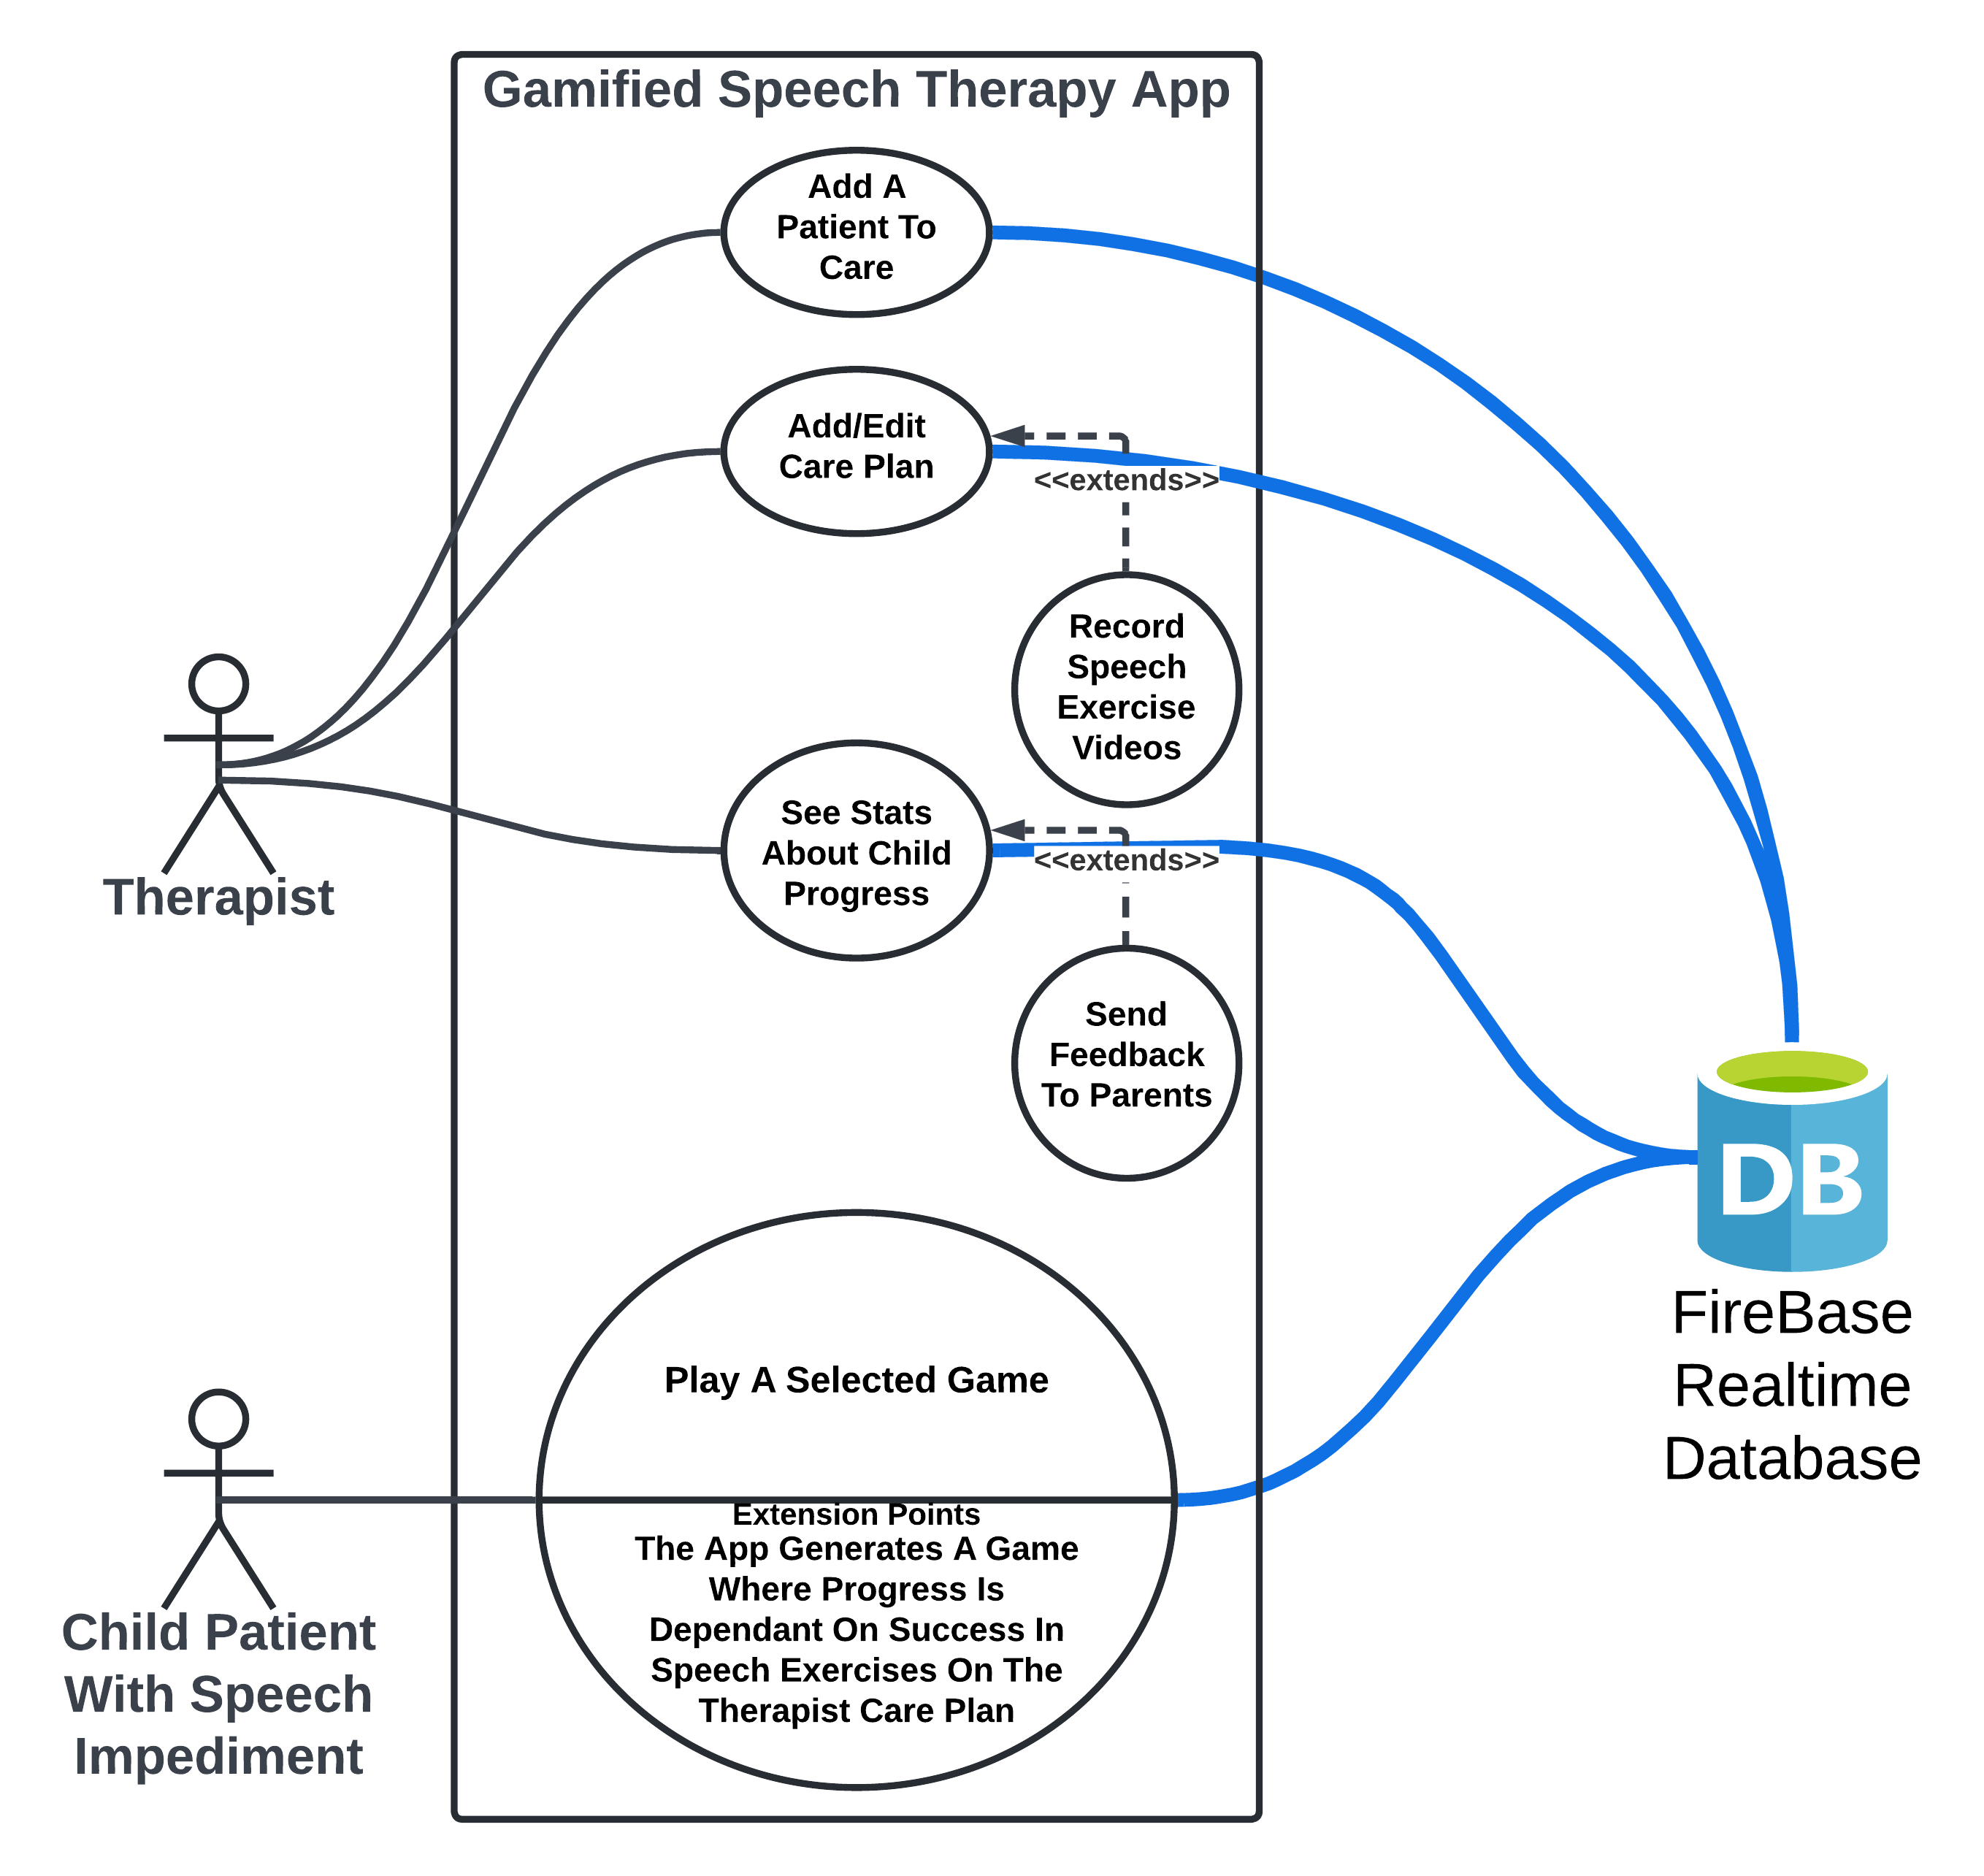 Gamified Speech Therapy App
Add A
Patient To
Care
Add/Edit
Care Plan
<<extends>>
Record
Speech
Exercise
Videos
See Stats
About Child
Progress
<<extends>>
Therapist
Send
Feedback
To Parents
DB
FireBase
Realtime
Database
Play A Selected Game
Extension Points
The App Generates A Game
Where Progress Is
Dependant On Success In
Speech Exercises On The
Therapist Care Plan
Child Patient
With Speech
Impediment